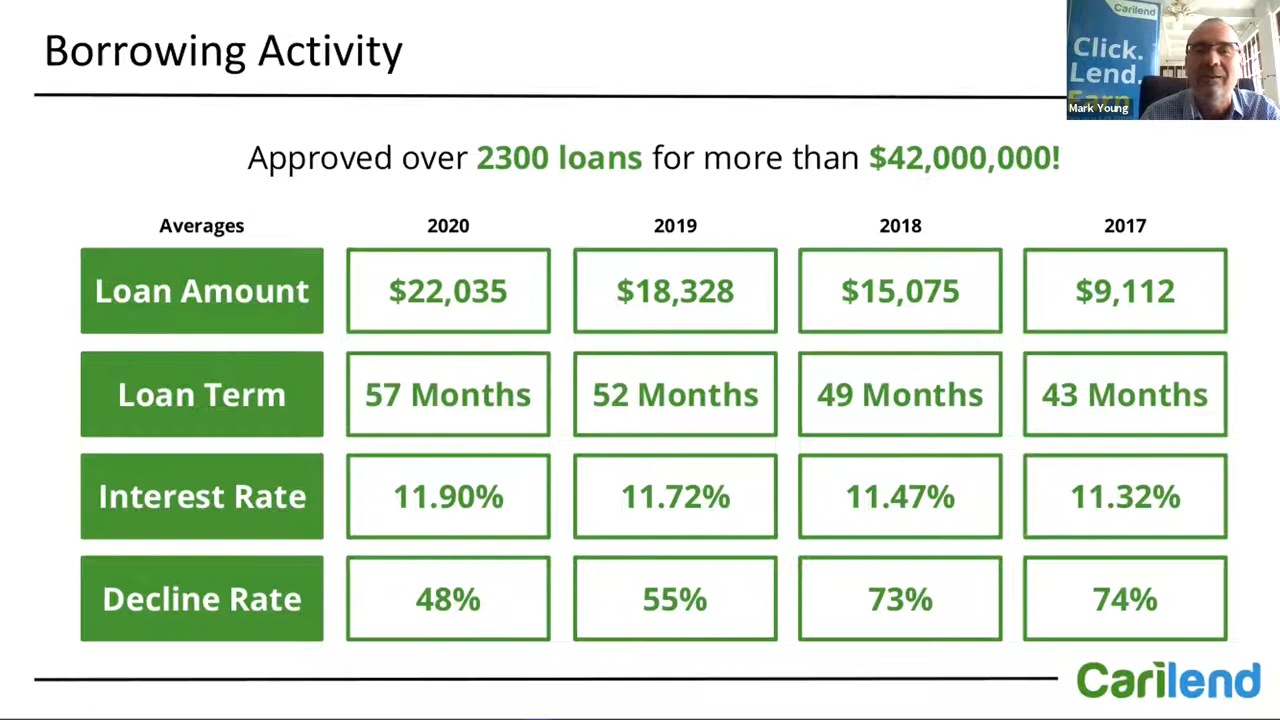 Borrowing Activity
Carilend
Click.
Lend.
Earn
Mark Young
Approved over 2300 loans for more than $42,000,000!
Averages 2020 2019 2018 2017
Loan Amount $22,035 $18,328 $15,075 $9,112
Loan Term 57 Months 52 Months 49 Months 43 Months
Interest Rate 11.90% 11.72% 11.47% 11.32%
Decline Rate 48% 55% 73% 74%
Carilend